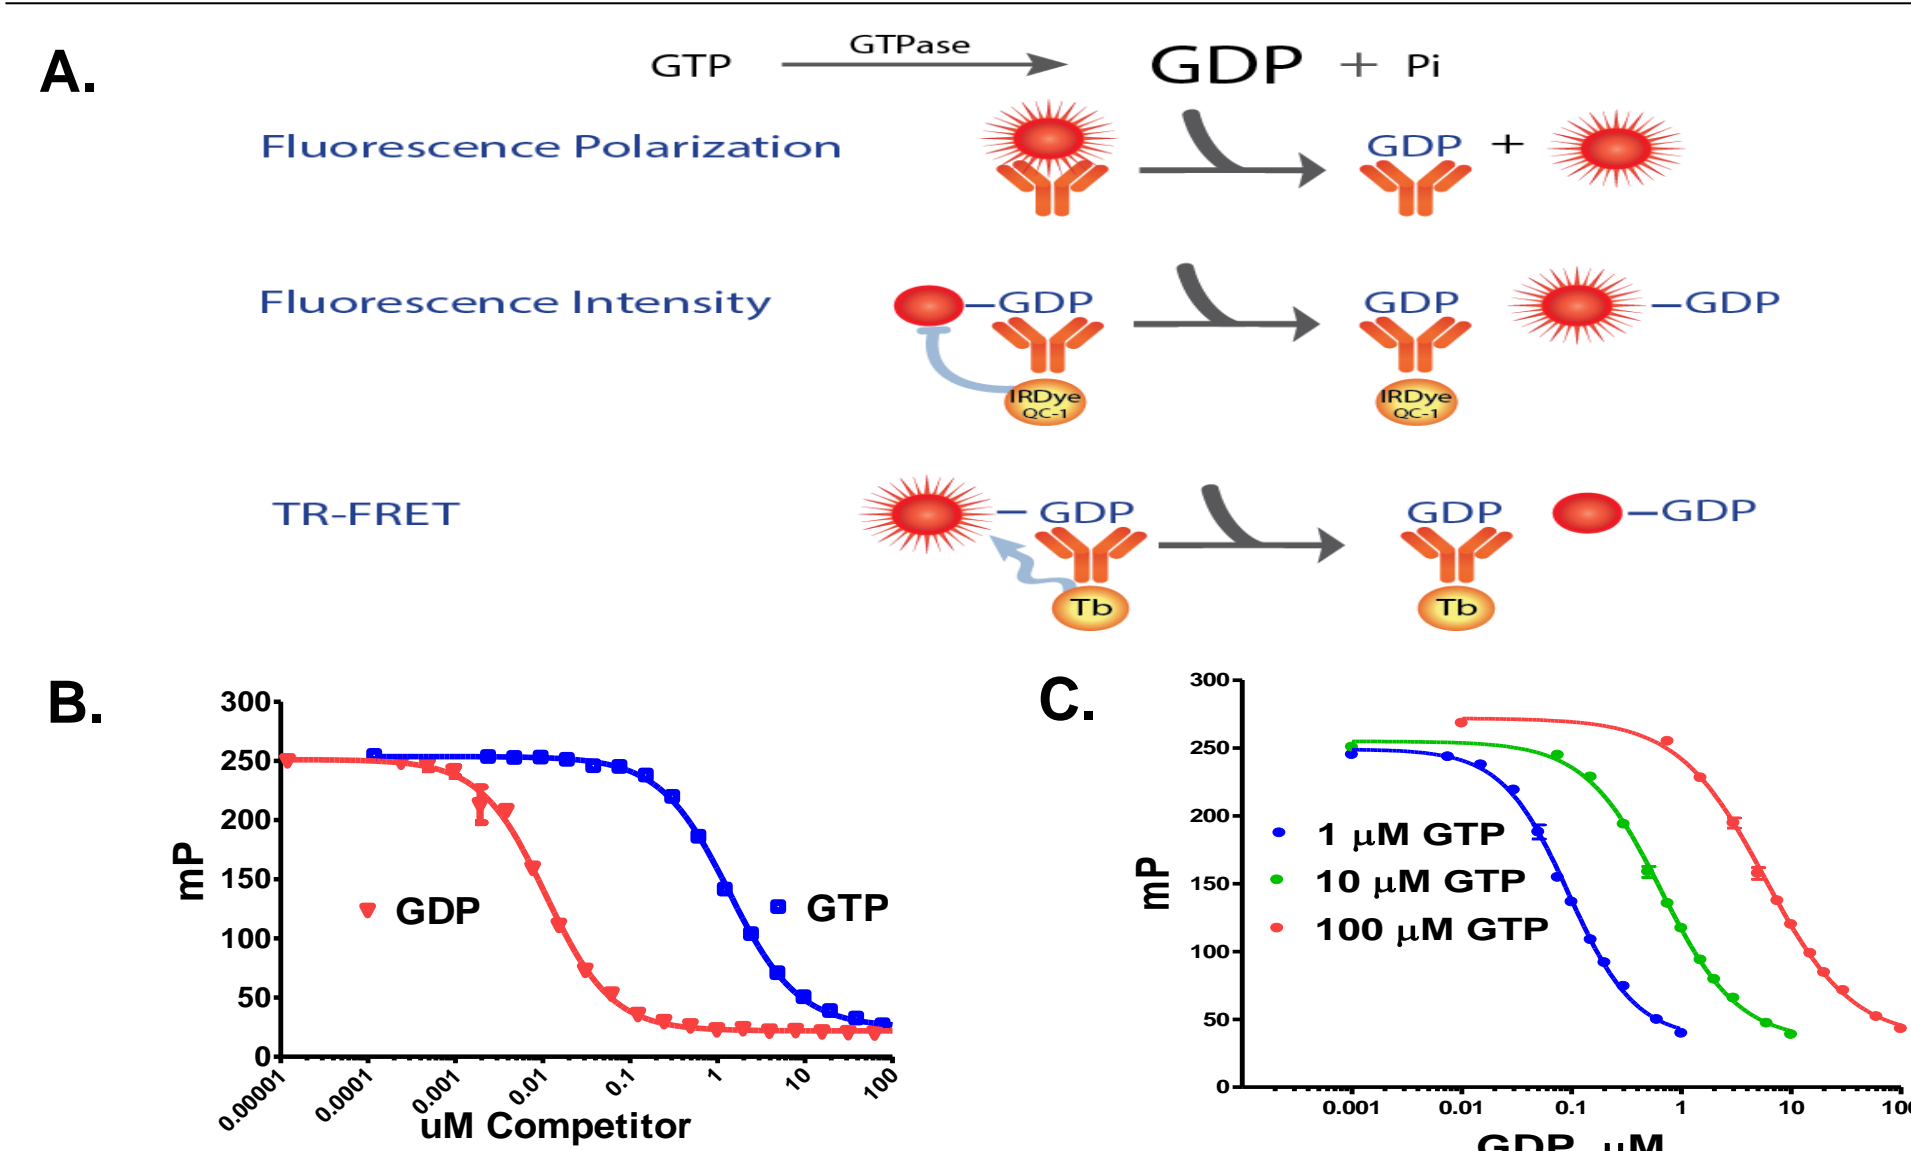 A.
GTP GTPase GDP + Pi
Fluorescence Polarization
GDP +
Fluorescence Intensity
–GDP GDP –GDP
IRDye IRDye
QC-1 QC-1
TR-FRET
– GDP GDP –GDP
Tb Tb
B.
300
250
200
150
100
50
0
mP
GDP
GTP
0.00001 0.0001 0.001 0.01 0.1 1 10 100
uM Competitor
C.
300
250
200
150
100
50
0
mP
1 μM GTP
10 μM GTP
100 μM GTP
0.001 0.01 0.1 1 10 100
GDP, μM